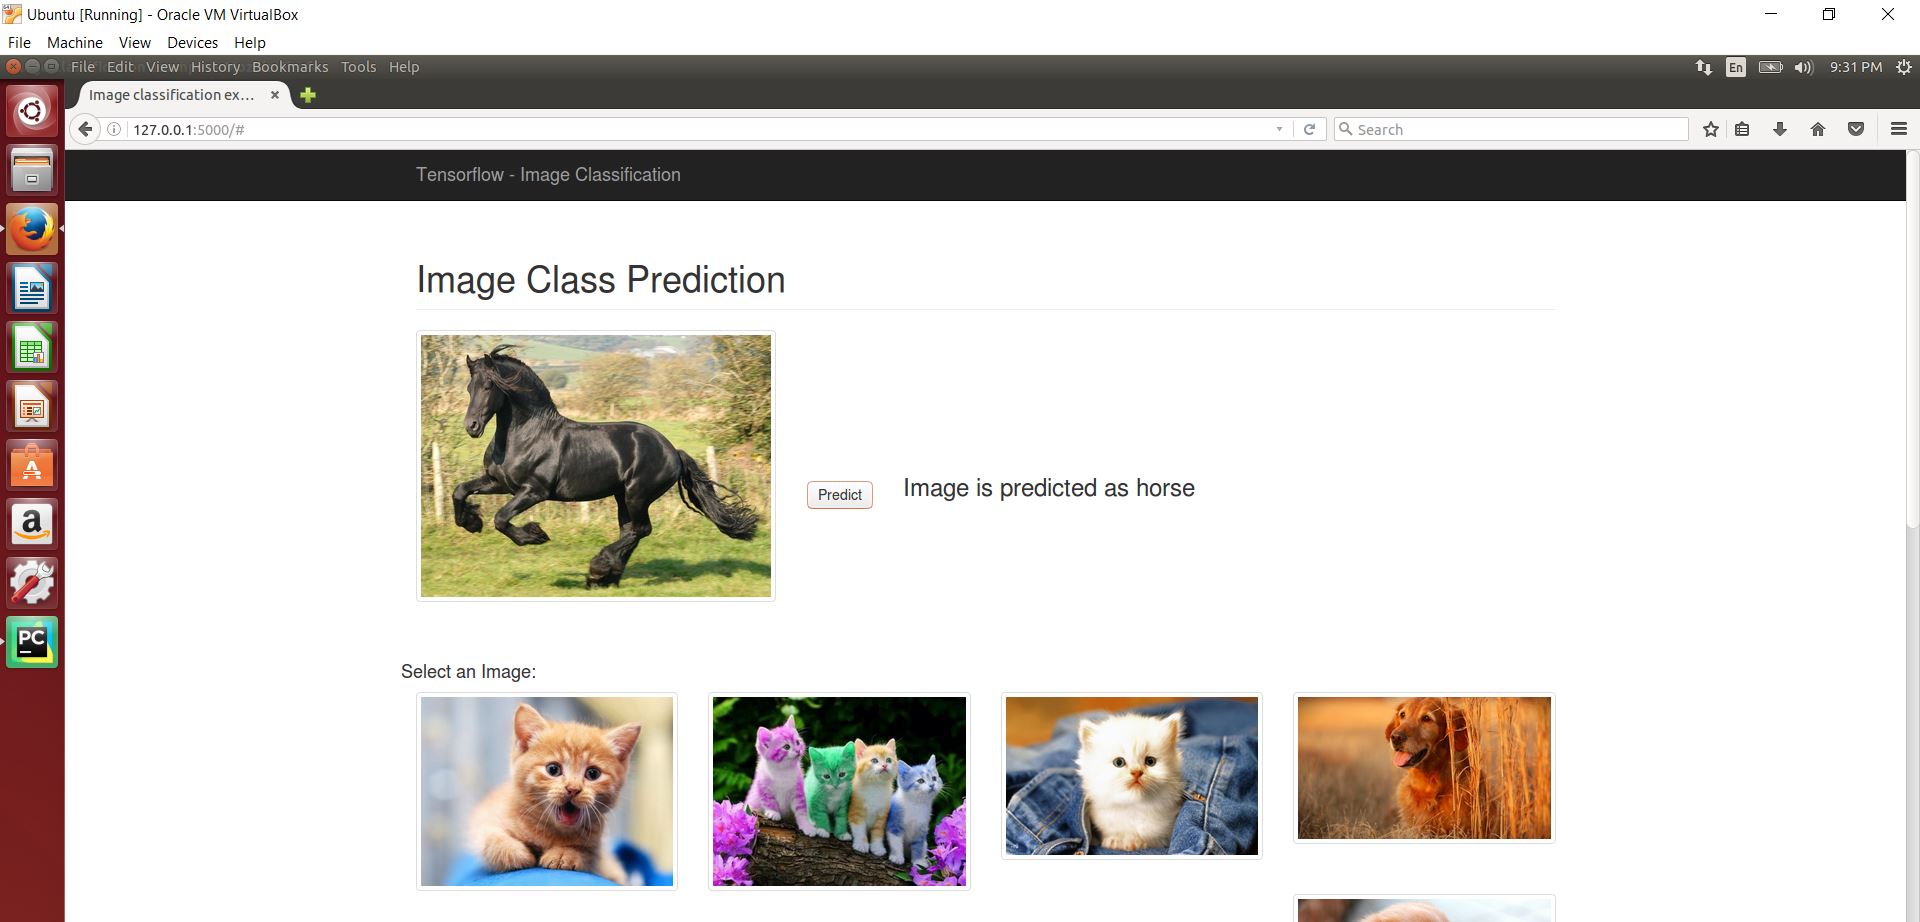 Ubuntu [Running] - Oracle VM VirtualBox
File Machine View Devices Help
File Edit View History Bookmarks Tools Help
En 9:31 PM
Image classification ex...
127.0.0.1:5000/#
Search
Tensorflow - Image Classification
Image Class Prediction
Predict
Image is predicted as horse
Select an Image:
A
a
PC